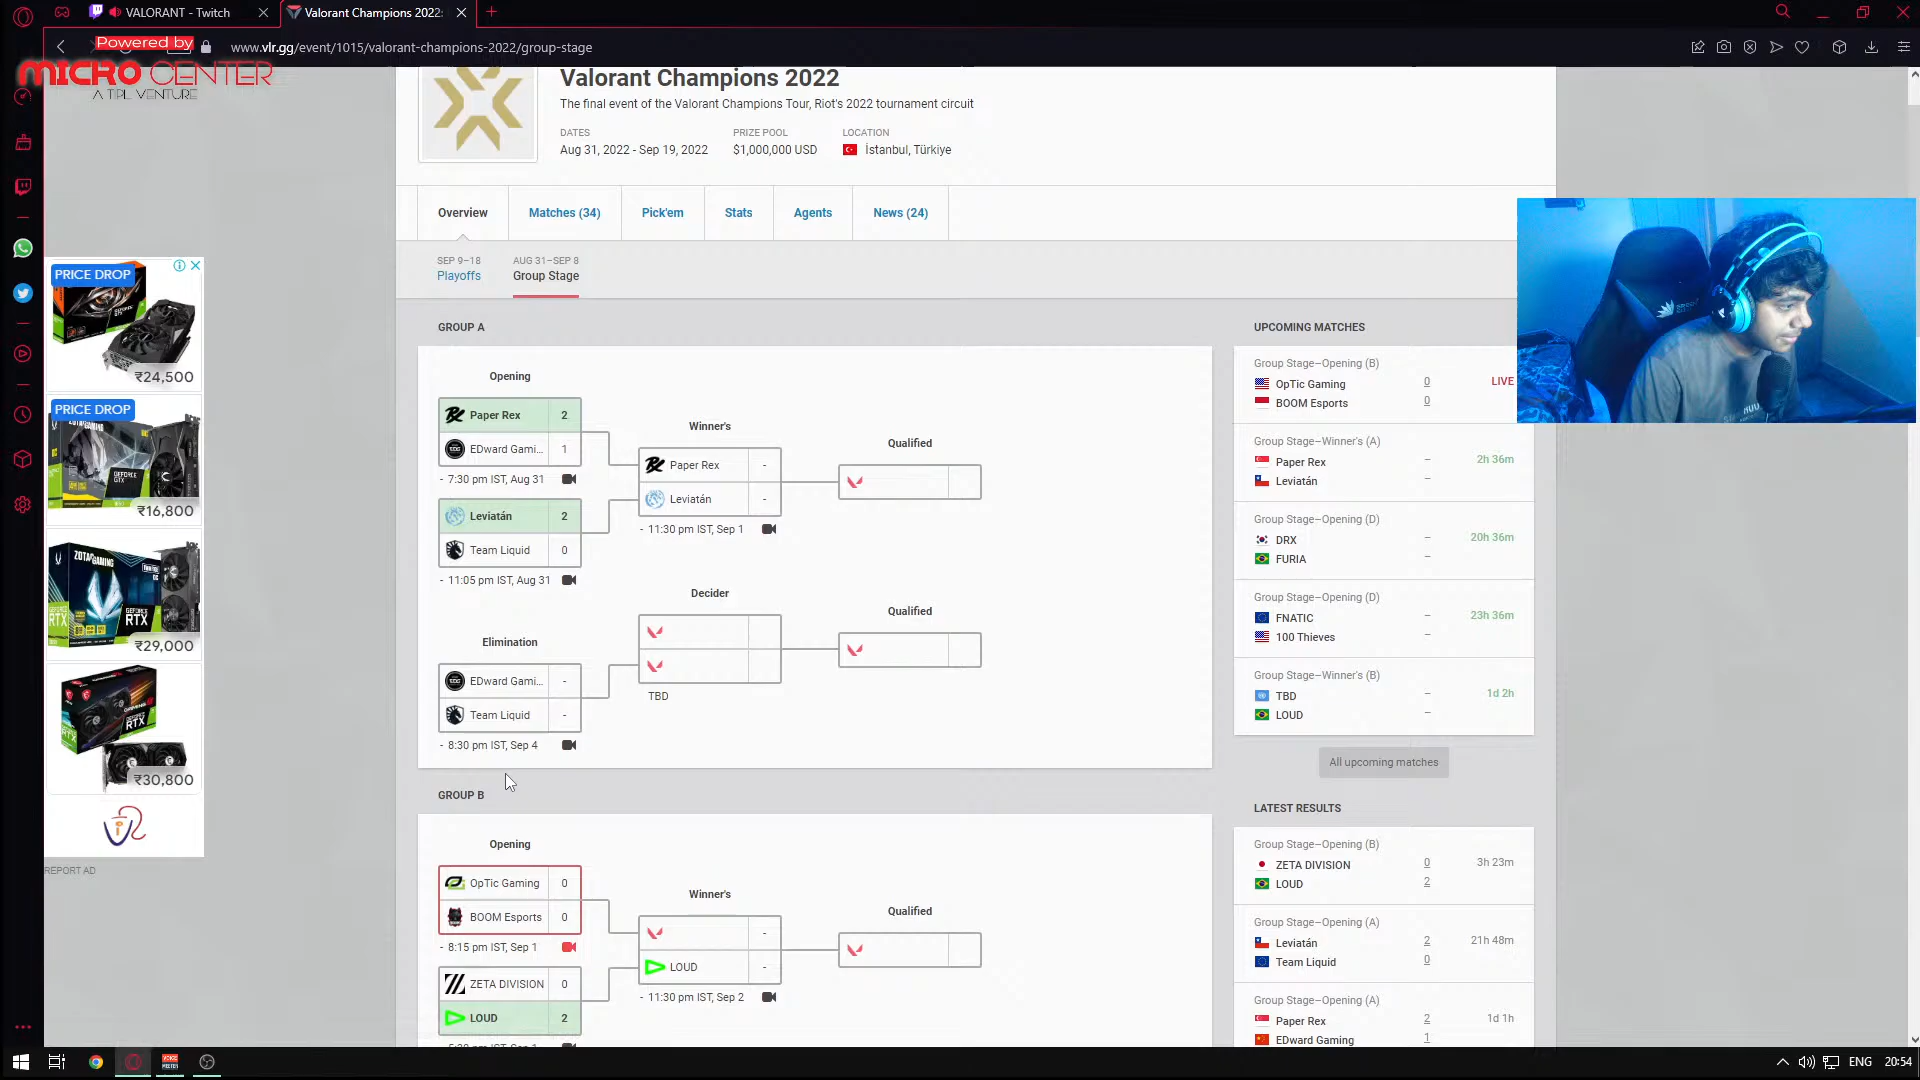 VALORANT - Twitch
Valorant Champions 2022:
Powered by
MICRO CENTER
A TIPL VENTURE
www.vlr.gg/event/1015/valorant-champions-2022/group-stage
Valorant Champions 2022
The final event of the Valorant Champions Tour, Riot's 2022 tournament circuit
DATES PRIZE POOL LOCATION
Aug 31, 2022 - Sep 19, 2022 $1,000,000 USD İstanbul, Türkiye
Overview Matches (34) Pick'em Stats Agents News (24)
SEP 9–18 AUG 31–SEP 8
Playoffs Group Stage
PRICE DROP
₹24,500
PRICE DROP
₹16,800
₹29,000
₹30,800
REPORT AD
GROUP A
Opening
Paper Rex 2
EDward Gami... 1
- 7:30 pm IST, Aug 31
Leviatán 2
Team Liquid 0
- 11:05 pm IST, Aug 31
Winner's
Paper Rex -
Leviatán -
- 11:30 pm IST, Sep 1
Qualified
Elimination
EDward Gami... -
Team Liquid -
- 8:30 pm IST, Sep 4
Decider
TBD
Qualified
GROUP B
Opening
OpTic Gaming 0
BOOM Esports 0
- 8:15 pm IST, Sep 1
ZETA DIVISION 0
LOUD 2
Winner's
-
LOUD -
- 11:30 pm IST, Sep 2
Qualified
UPCOMING MATCHES
Group Stage–Opening (B)
OpTic Gaming 0 LIVE
BOOM Esports 0
Group Stage–Winner's (A)
Paper Rex – 2h 36m
Leviatán –
Group Stage–Opening (D)
DRX – 20h 36m
FURIA –
Group Stage–Opening (D)
FNATIC – 23h 36m
100 Thieves –
Group Stage–Winner's (B)
TBD – 1d 2h
LOUD –
All upcoming matches
LATEST RESULTS
Group Stage–Opening (B)
ZETA DIVISION 0 3h 23m
LOUD 2
Group Stage–Opening (A)
Leviatán 2 21h 48m
Team Liquid 0
Group Stage–Opening (A)
Paper Rex 2 1d 1h
EDward Gaming 1
ENG 20:54